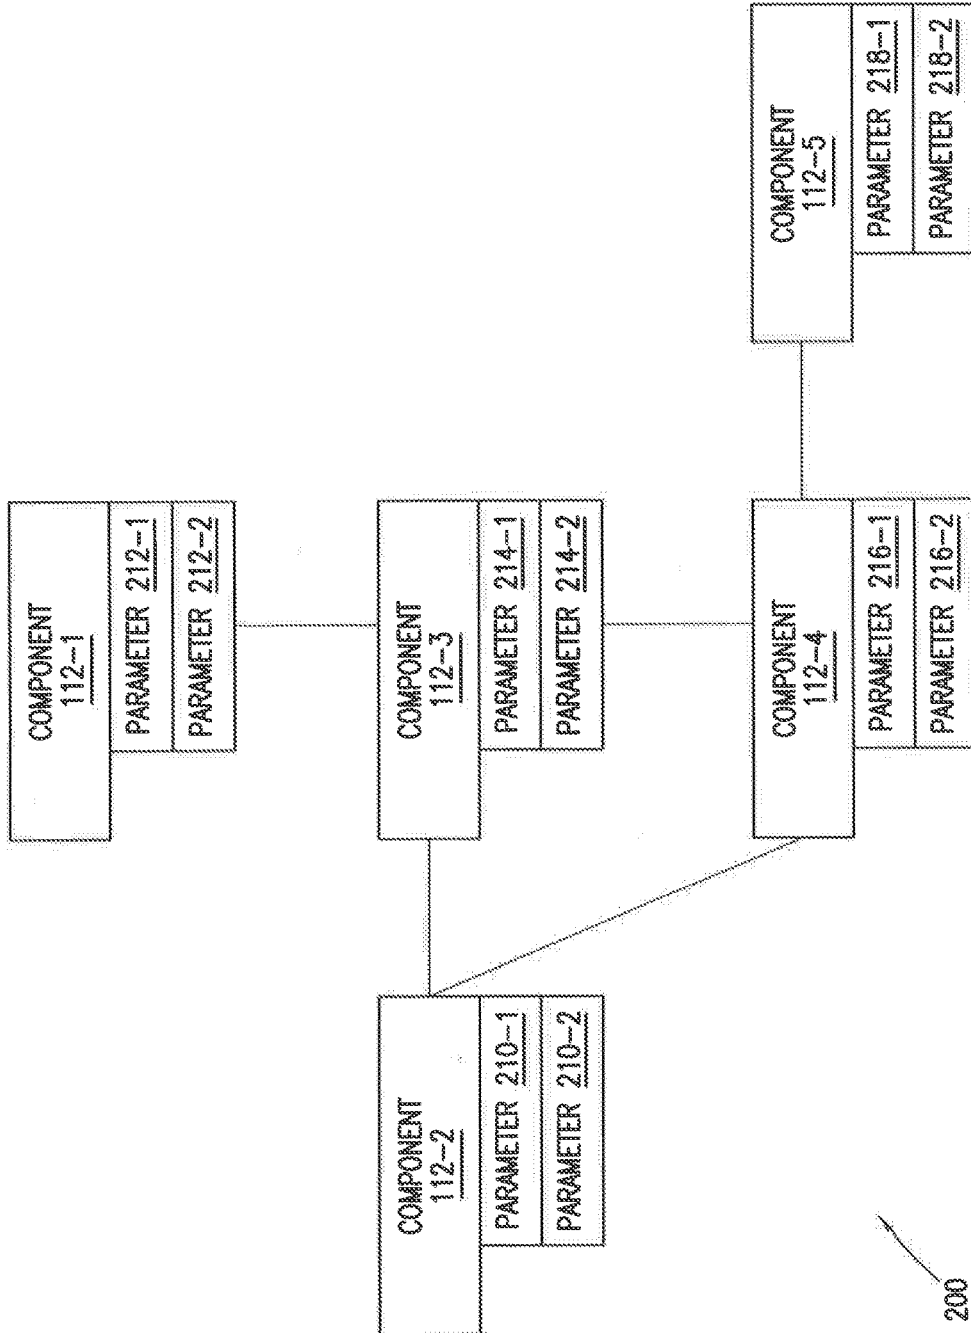 COMPONENT
112-1
PARAMETER 212-1
PARAMETER 212-2
COMPONENT
112-2
PARAMETER 210-1
PARAMETER 210-2
COMPONENT
112-3
PARAMETER 214-1
PARAMETER 214-2
COMPONENT
112-4
PARAMETER 216-1
PARAMETER 216-2
COMPONENT
112-5
PARAMETER 218-1
PARAMETER 218-2
200